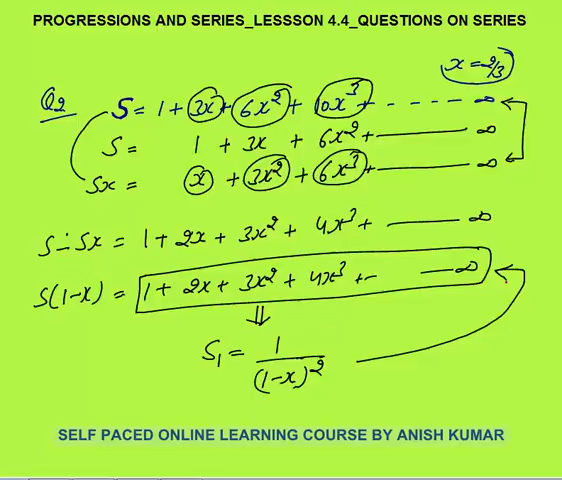 PROGRESSIONS AND SERIES_LESSSON 4.4_QUESTIONS ON SERIES
x = 2/3
Q2 S = 1 + 3x + 6x² + 10x³ + - - - - ∞
S = 1 + 3x + 6x² + —— ∞
Sx = x + 3x² + 6x³ + —— ∞
S - Sx = 1 + 2x + 3x² + 4x³ + —— ∞
S(1-x) = 1 + 2x + 3x² + 4x³ + - —— ∞
⇓
S₁ = 1/(1-x)²
SELF PACED ONLINE LEARNING COURSE BY ANISH KUMAR